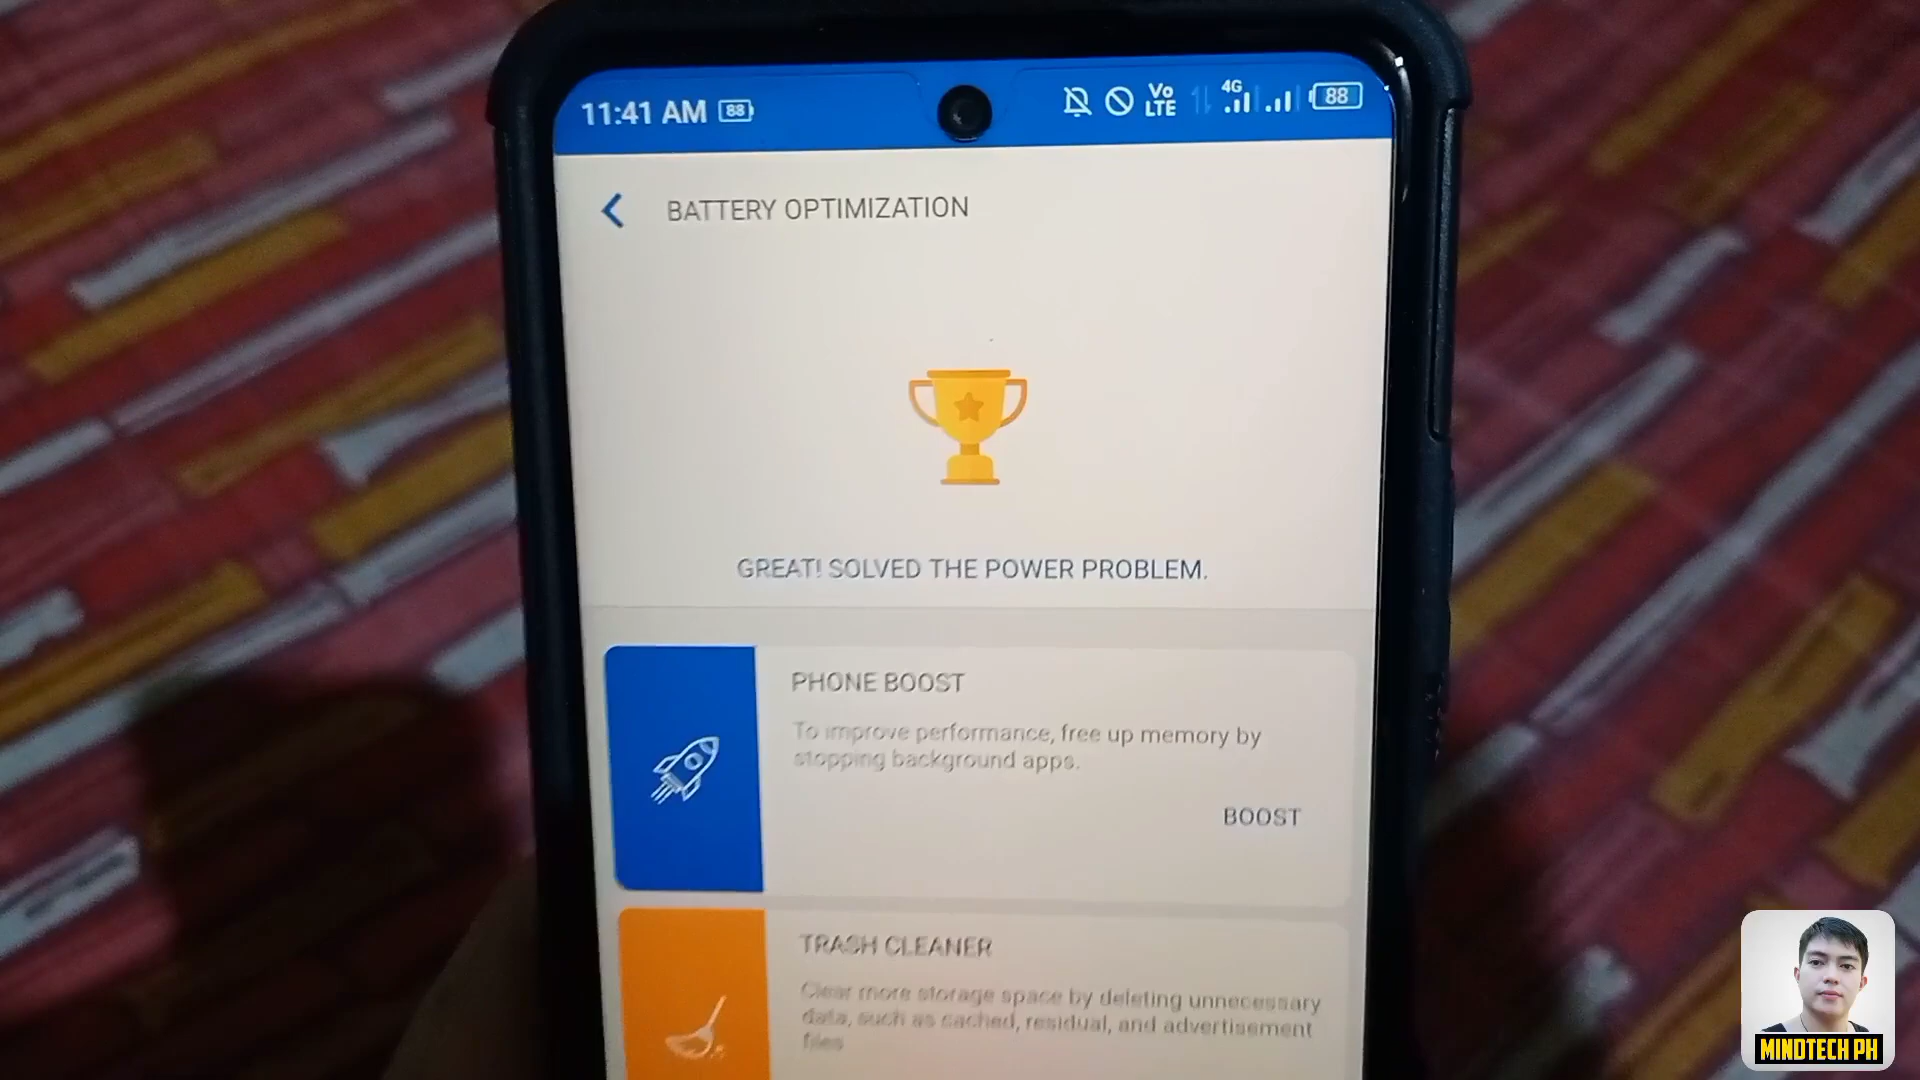 11:41 AM 88
Vo LTE 4G 88
BATTERY OPTIMIZATION
GREAT! SOLVED THE POWER PROBLEM.
PHONE BOOST
To improve performance, free up memory by
stopping background apps.
BOOST
TRASH CLEANER
Clear more storage space by deleting unnecessary
data, such as cached, residual, and advertisement
files
MINDTECH PH